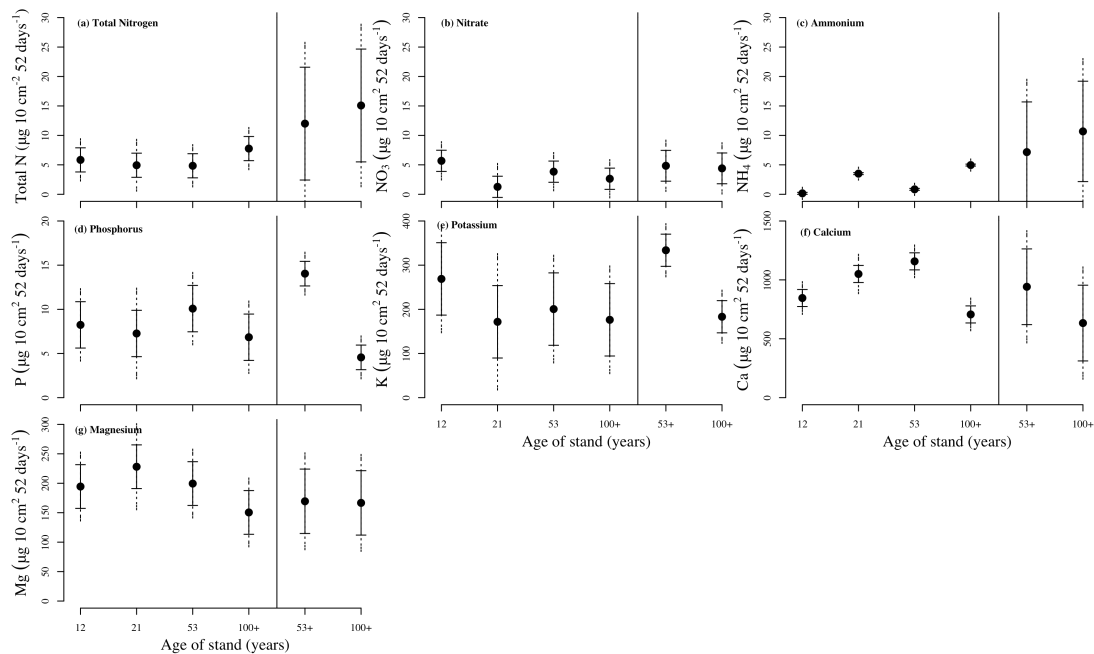 (a) Total Nitrogen
Total N (μg 10 cm-2 52 days-1)
0 5 10 15 20 25 30
(b) Nitrate
NO3 (μg 10 cm2 52 days-1)
0 5 10 15 20 25 30
(c) Ammonium
NH4 (μg 10 cm2 52 days-1)
0 5 10 15 20 25 30
(d) Phosphorus
P (μg 10 cm2 52 days-1)
0 5 10 15 20
(e) Potassium
K (μg 10 cm2 52 days-1)
0 100 200 300 400
12 21 53 100+ 53+ 100+
Age of stand (years)
(f) Calcium
Ca (μg 10 cm2 52 days-1)
0 500 1000 1500
12 21 53 100+ 53+ 100+
Age of stand (years)
(g) Magnesium
Mg (μg 10 cm2 52 days-1)
0 50 100 150 200 250 300
12 21 53 100+ 53+ 100+
Age of stand (years)